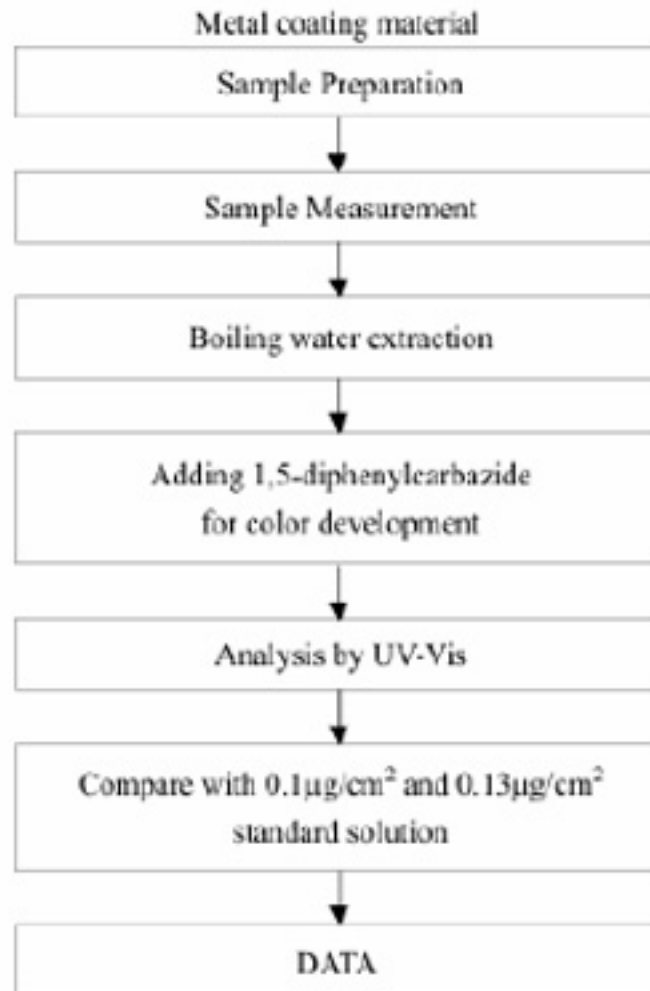 Metal coating material
Sample Preparation
Sample Measurement
Boiling water extraction
Adding 1,5-diphenylcarbazide
for color development
Analysis by UV-Vis
Compare with 0.1μg/cm² and 0.13μg/cm²
standard solution
DATA